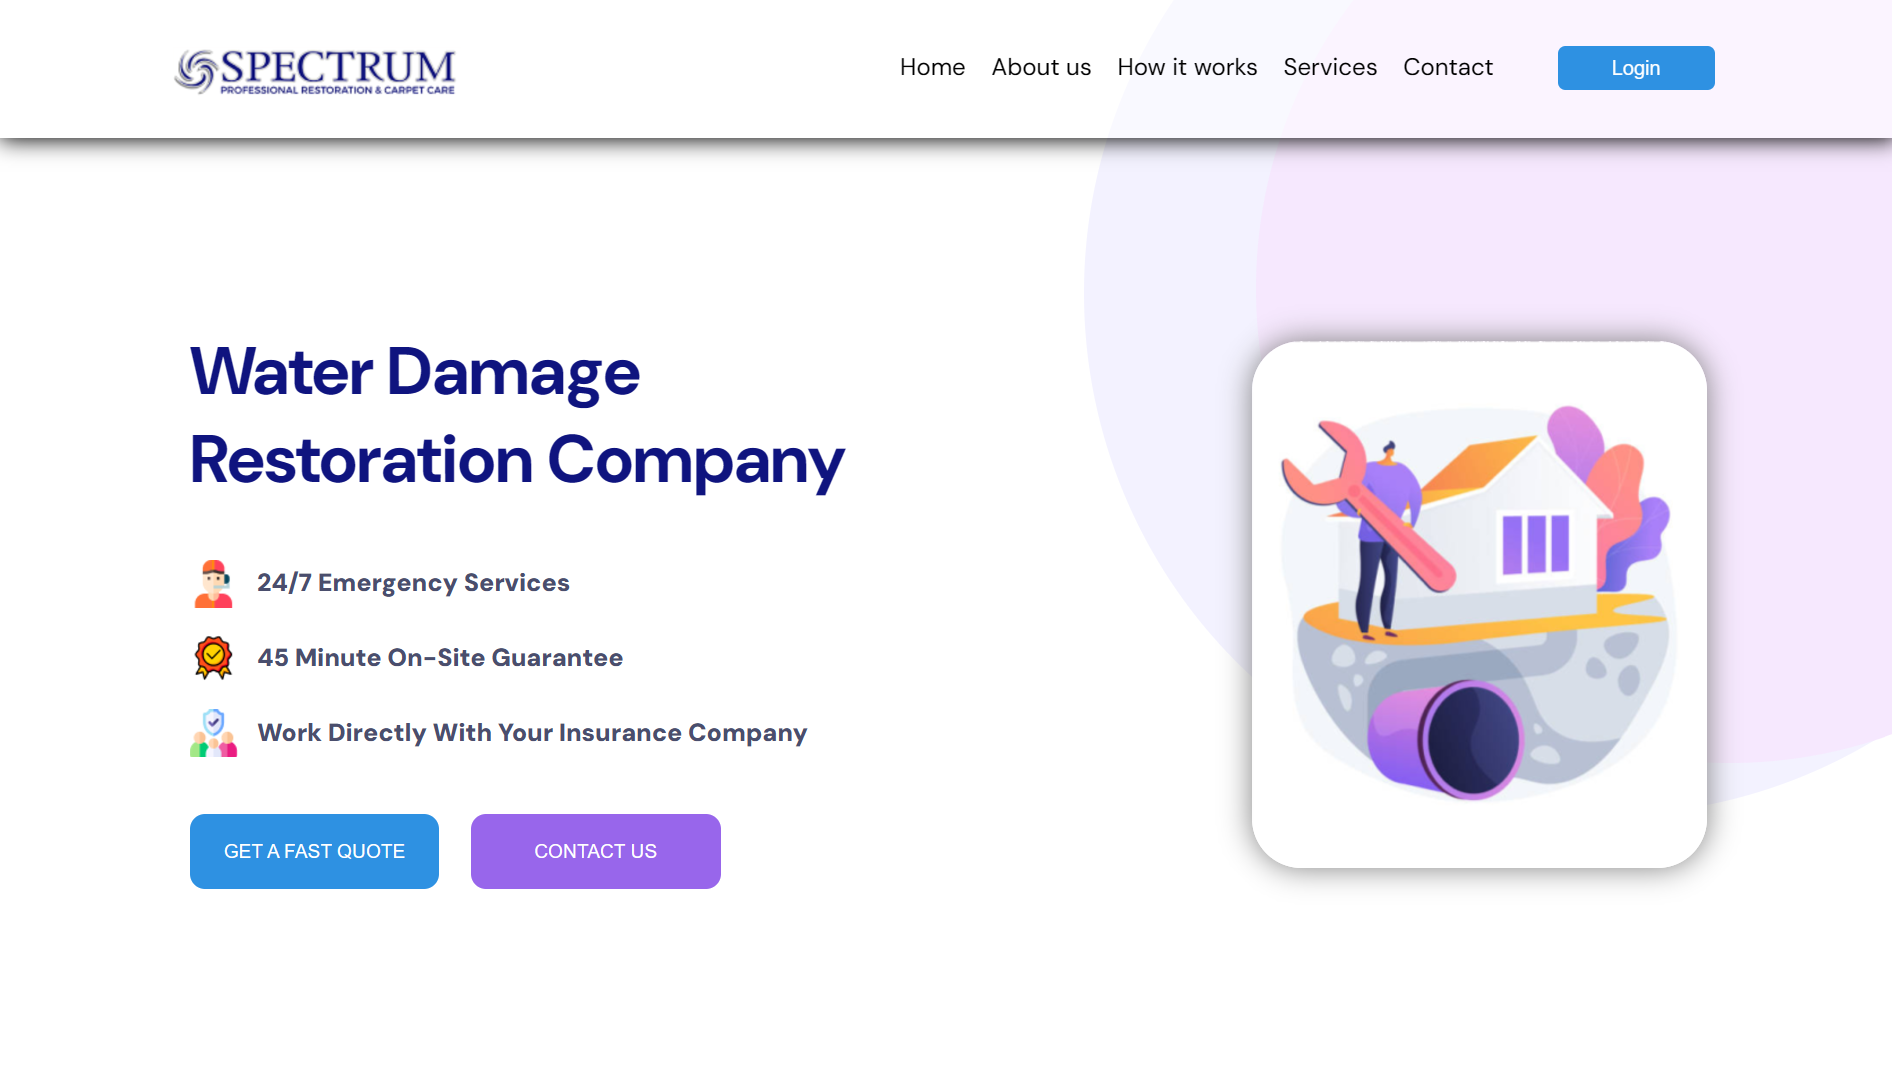 SPECTRUM
PROFESSIONAL RESTORATION & CARPET CARE
Home About us How it works Services Contact Login
Water Damage
Restoration Company
24/7 Emergency Services
45 Minute On-Site Guarantee
Work Directly With Your Insurance Company
GET A FAST QUOTE CONTACT US